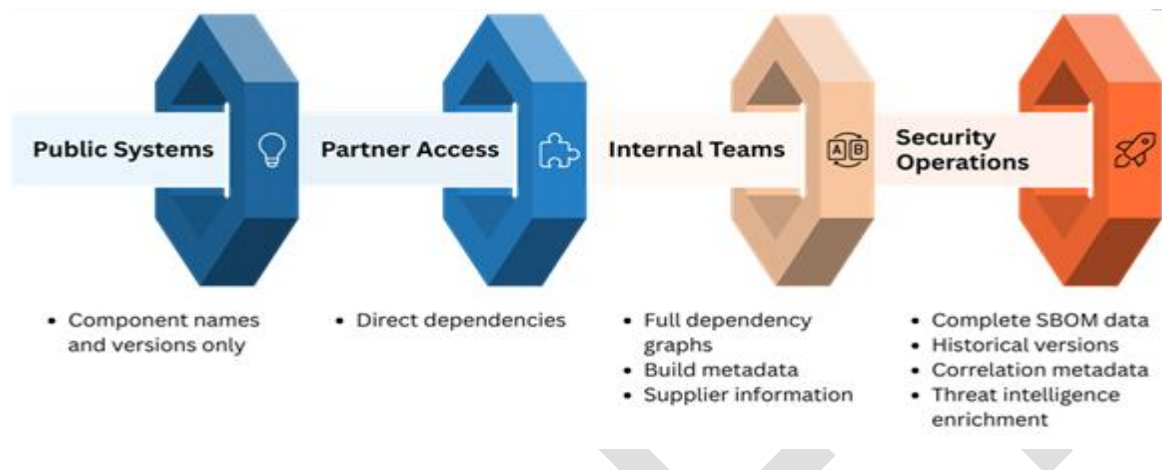 Public Systems
Partner Access
Internal Teams
A B
Security
Operations
• Component names
and versions only
• Direct dependencies
• Full dependency
graphs
• Build metadata
• Supplier information
• Complete SBOM data
• Historical versions
• Correlation metadata
• Threat intelligence
enrichment